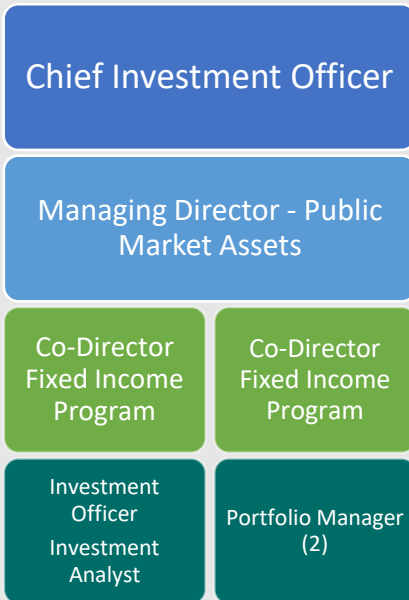 Chief Investment Officer
Managing Director - Public
Market Assets
Co-Director
Fixed Income
Program
Co-Director
Fixed Income
Program
Investment
Officer
Investment
Analyst
Portfolio Manager
(2)